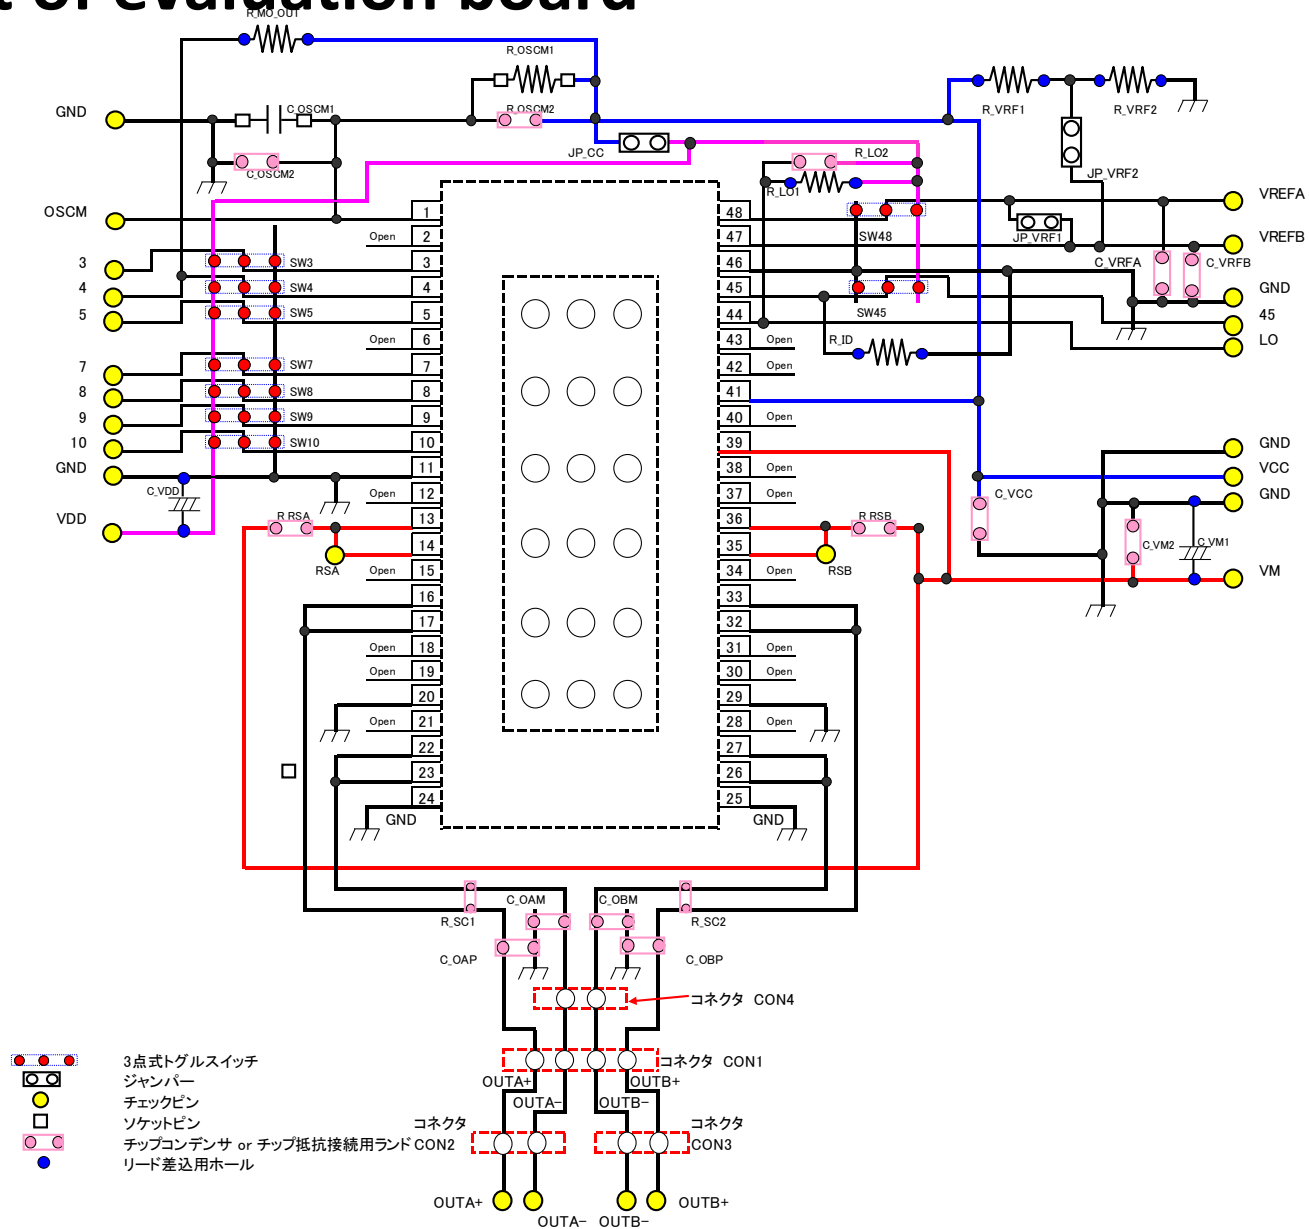 t of evaluation board
R_MO_OUT
R_OSCM1
GND
C_OSCM1
R_OSCM2
R_VRF1
R_VRF2
JP_CC
R_LO2
C_OSCM2
R_LO1
JP_VRF2
VREFA
OSCM
1
48
SW48
JP_VRF1
VREFB
Open
2
47
3
SW3
3
46
C_VRFA
C_VRFB
4
SW4
4
45
GND
5
SW5
5
44
SW45
45
Open
6
43
Open
R_ID
LO
7
SW7
7
42
Open
8
SW8
8
41
9
SW9
9
40
Open
10
SW10
10
39
GND
GND
11
38
Open
VCC
C_VDD
Open
12
37
Open
C_VCC
GND
VDD
R RSA
13
36
R RSB
14
35
C_VM2
C_VM1
RSA
RSB
Open
15
34
Open
VM
16
33
17
32
Open
18
31
Open
Open
19
30
Open
20
29
Open
21
28
Open
22
27
23
26
24
25
GND
GND
C_OAM
C_OBM
R_SC1
R_SC2
C_OAP
C_OBP
コネクタ CON4
3点式トグルスイッチ
コネクタ CON1
ジャンパー
OUTA+
OUTB+
チェックピン
OUTA-
OUTB-
ソケットピン
コネクタ
コネクタ
チップコンデンサ or チップ抵抗接続用ランド
CON2
CON3
リード差込用ホール
OUTA+
OUTB+
OUTA-
OUTB-